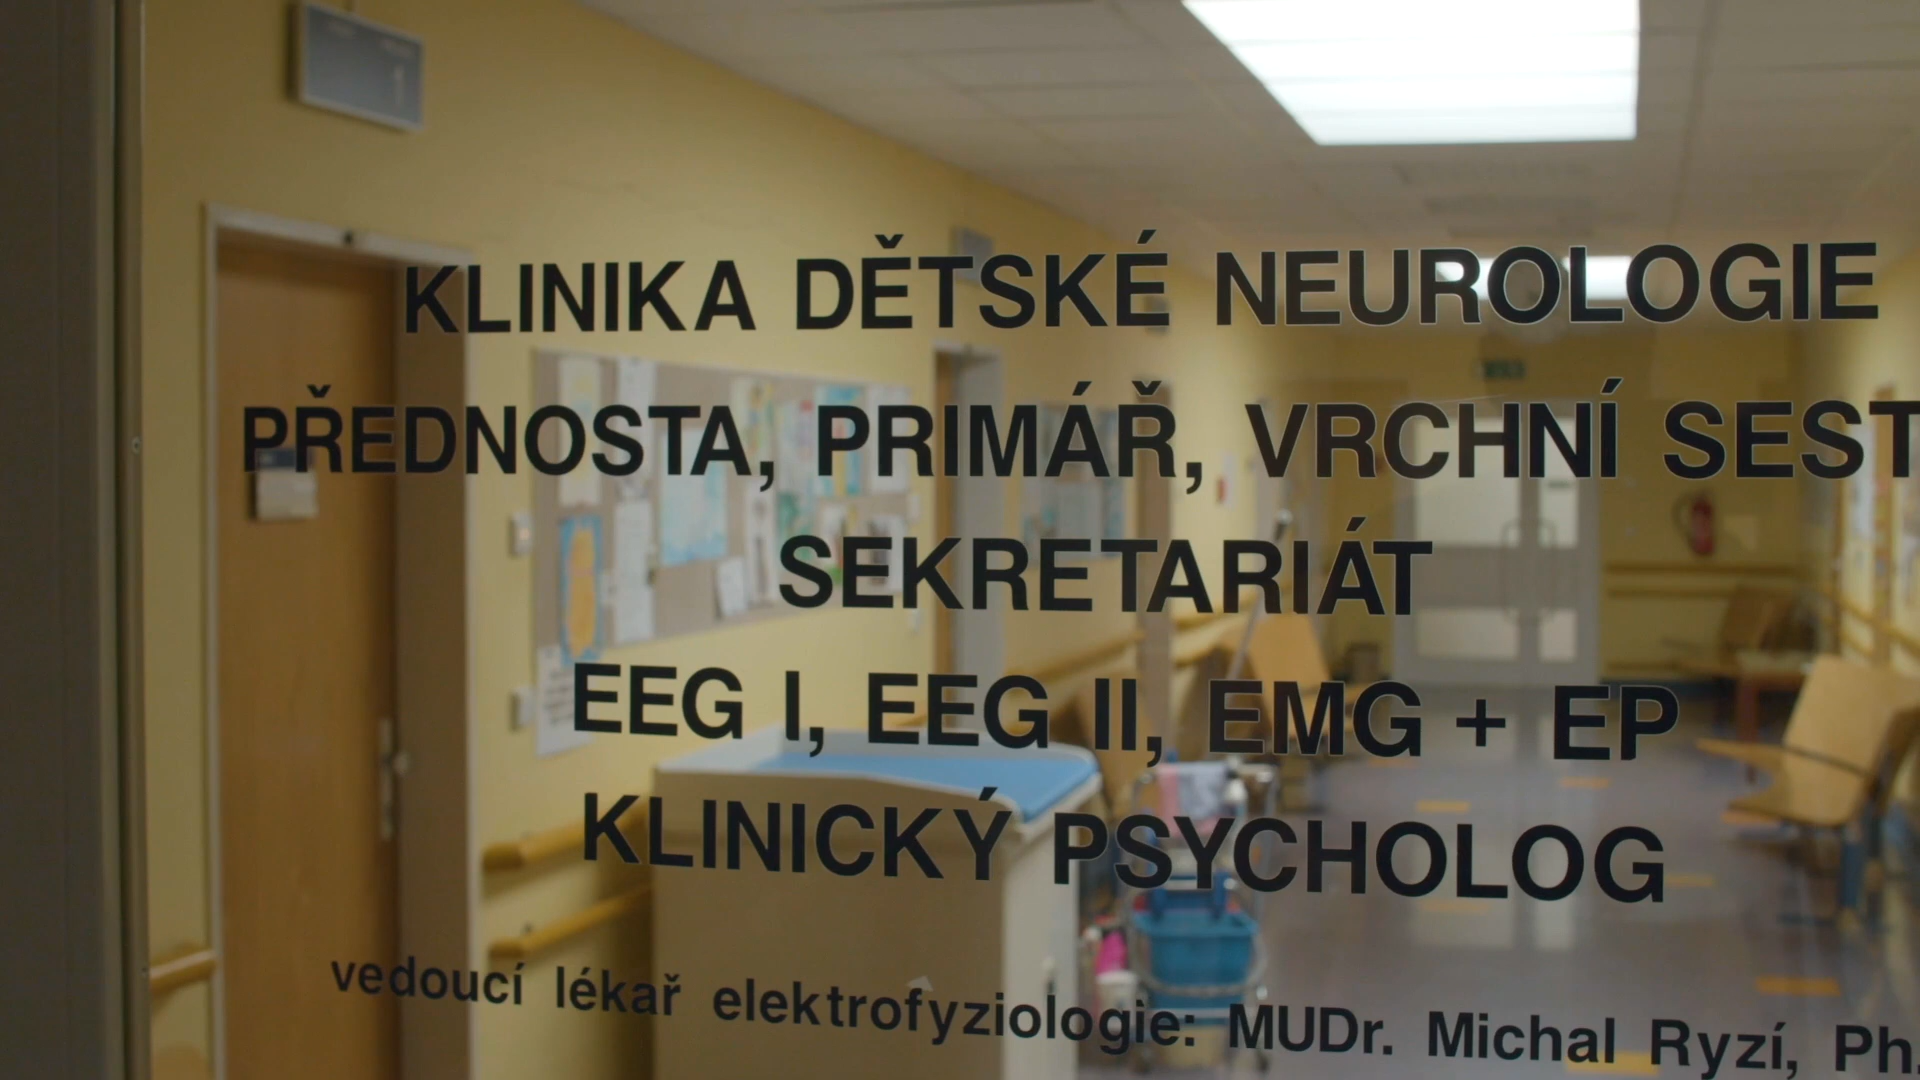 KLINIKA DĚTSKÉ NEUROLOGIE
PŘEDNOSTA, PRIMÁŘ, VRCHNÍ SEST
SEKRETARIÁT
EEG I, EEG II, EMG + EP
KLINICKÝ PSYCHOLOG
vedoucí lékař elektrofyziologie: MUDr. Michal Ryzí, Ph.